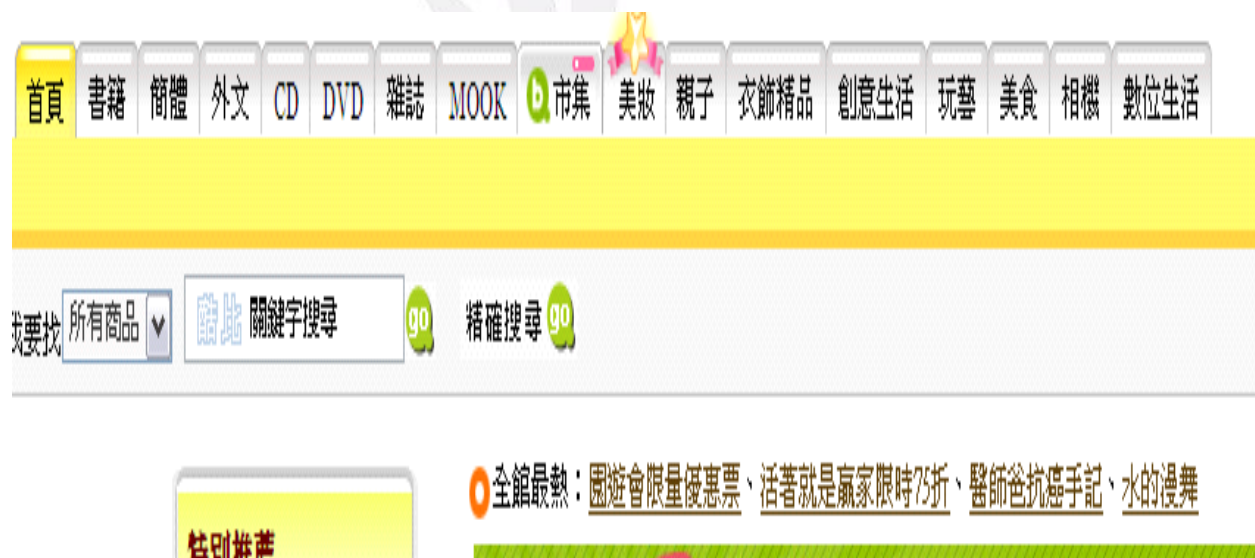 首頁 書籍 簡體 外文 CD DVD 雜誌 MOOK b市集 美妝 親子 衣飾精品 創意生活 玩藝 美食 相機 數位生活
我要找 所有商品 酷比 關鍵字搜尋 go 精確搜尋 go
全館最熱：園遊會限量優惠票、活著就是贏家限時75折、醫師爸抗癌手記、水的漫舞
特別推薦